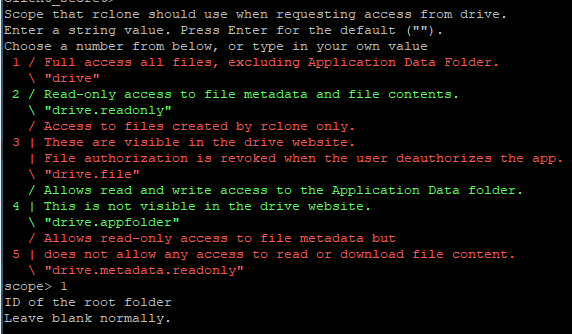 Scope that rclone should use when requesting access from drive.
Enter a string value. Press Enter for the default ("").
Choose a number from below, or type in your own value
1 / Full access all files, excluding Application Data Folder.
\ "drive"
2 / Read-only access to file metadata and file contents.
\ "drive.readonly"
/ Access to files created by rclone only.
3 | These are visible in the drive website.
| File authorization is revoked when the user deauthorizes the app.
\ "drive.file"
/ Allows read and write access to the Application Data folder.
4 | This is not visible in the drive website.
\ "drive.appfolder"
/ Allows read-only access to file metadata but
5 | does not allow any access to read or download file content.
\ "drive.metadata.readonly"
scope> 1
ID of the root folder
Leave blank normally.